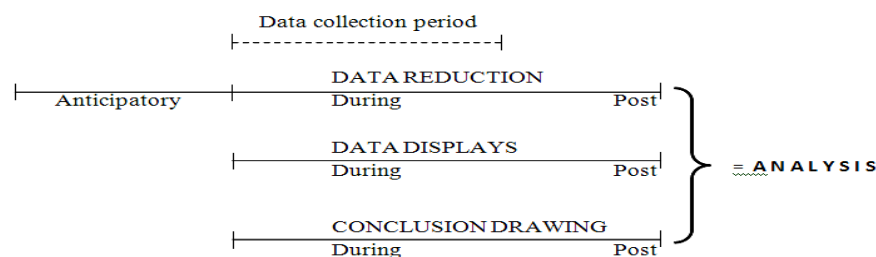 Data collection period
DATA REDUCTION
Anticipatory During Post
DATA DISPLAYS
During Post
= ANALYSIS
CONCLUSION DRAWING
During Post